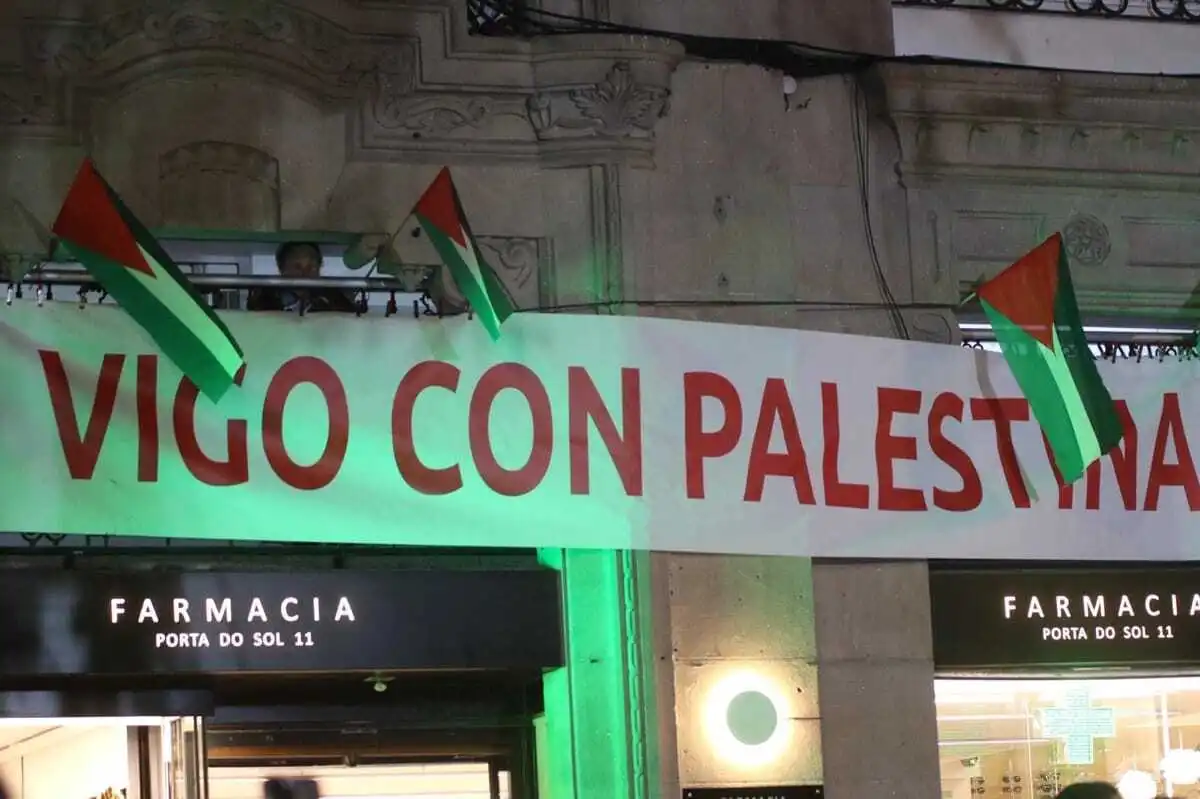 VIGO CON PALESTINA
FARMACIA
PORTA DO SOL 11
FARMACIA
PORTA DO SOL 11